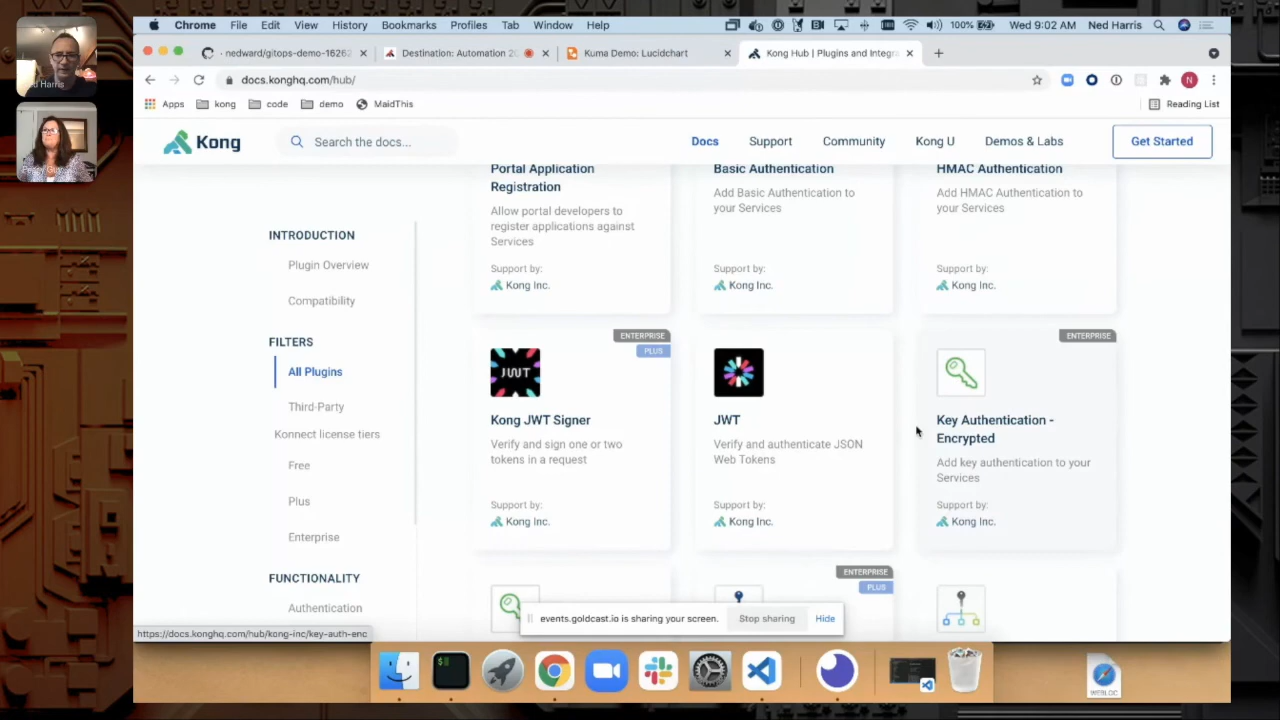 Chrome File Edit View History Bookmarks Profiles Tab Window Help
100% Wed 9:02 AM Ned Harris
nedward/gitops-demo-16262
Destination: Automation 20
Kuma Demo: Lucidchart
Kong Hub | Plugins and Integra
docs.konghq.com/hub/
N
Apps kong code demo MaidThis Reading List
Kong
Search the docs...
Docs Support Community Kong U Demos & Labs Get Started
INTRODUCTION
Plugin Overview
Compatibility
FILTERS
All Plugins
Third-Party
Konnect license tiers
Free
Plus
Enterprise
FUNCTIONALITY
Authentication
Portal Application
Registration
Allow portal developers to
register applications against
Services
Support by:
Kong Inc.
Basic Authentication
Add Basic Authentication to
your Services
Support by:
Kong Inc.
HMAC Authentication
Add HMAC Authentication to
your Services
Support by:
Kong Inc.
ENTERPRISE
PLUS
JWT
Kong JWT Signer
Verify and sign one or two
tokens in a request
Support by:
Kong Inc.
JWT
Verify and authenticate JSON
Web Tokens
Support by:
Kong Inc.
ENTERPRISE
Key Authentication -
Encrypted
Add key authentication to your
Services
Support by:
Kong Inc.
ENTERPRISE
PLUS
events.goldcast.io is sharing your screen. Stop sharing Hide
https://docs.konghq.com/hub/kong-inc/key-auth-enc
$
WEBLOC
Harris